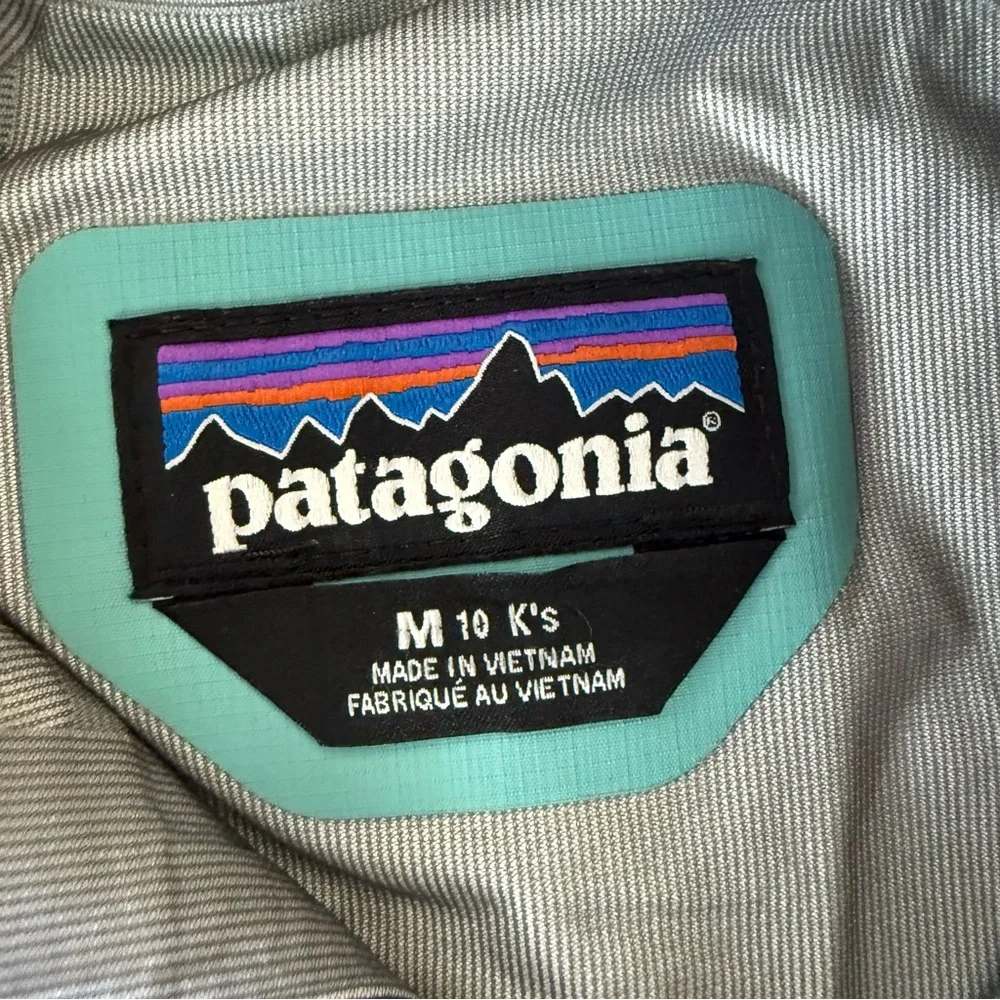 patagonia®
M 10 K's
MADE IN VIETNAM
FABRIQUÉ AU VIETNAM